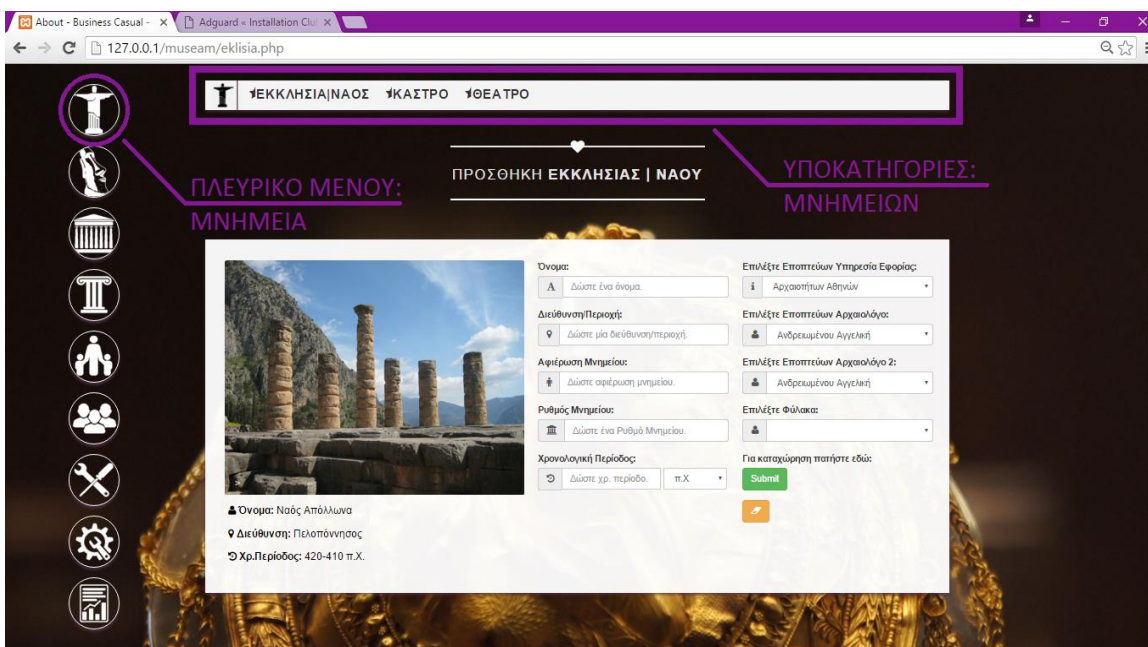 About - Business Casual -
Adguard « Installation Clu
127.0.0.1/museam/eklisia.php
ΕΚΚΛΗΣΙΑ|ΝΑΟΣ ΚΑΣΤΡΟ ΘΕΑΤΡΟ
ΠΛΕΥΡΙΚΟ ΜΕΝΟΥ:
ΜΝΗΜΕΙΑ
ΠΡΟΣΘΗΚΗ ΕΚΚΛΗΣΙΑΣ | ΝΑΟΥ
ΥΠΟΚΑΤΗΓΟΡΙΕΣ:
ΜΝΗΜΕΙΩΝ
Όνομα:
Δώστε ένα όνομα.
Διεύθυνση/Περιοχή:
Δώστε μία διεύθυνση/περιοχή.
Αφιέρωση Μνημείου:
Δώστε αφιέρωση μνημείου.
Ρυθμός Μνημείου:
Δώστε ένα Ρυθμό Μνημείου.
Χρονολογική Περίοδος:
Δώστε χρ. περίοδο. π.Χ
Επιλέξτε Εποπτεύων Υπηρεσία Εφορίας:
Αρχαιοτήτων Αθηνών
Επιλέξτε Εποπτεύων Αρχαιολόγο:
Ανδρειωμένου Αγγελική
Επιλέξτε Εποπτεύων Αρχαιολόγο 2:
Ανδρειωμένου Αγγελική
Επιλέξτε Φύλακα:
Για καταχώρηση πατήστε εδώ:
Submit
Όνομα: Ναός Απόλλωνα
Διεύθυνση: Πελοπόννησος
Χρ.Περίοδος: 420-410 π.Χ.